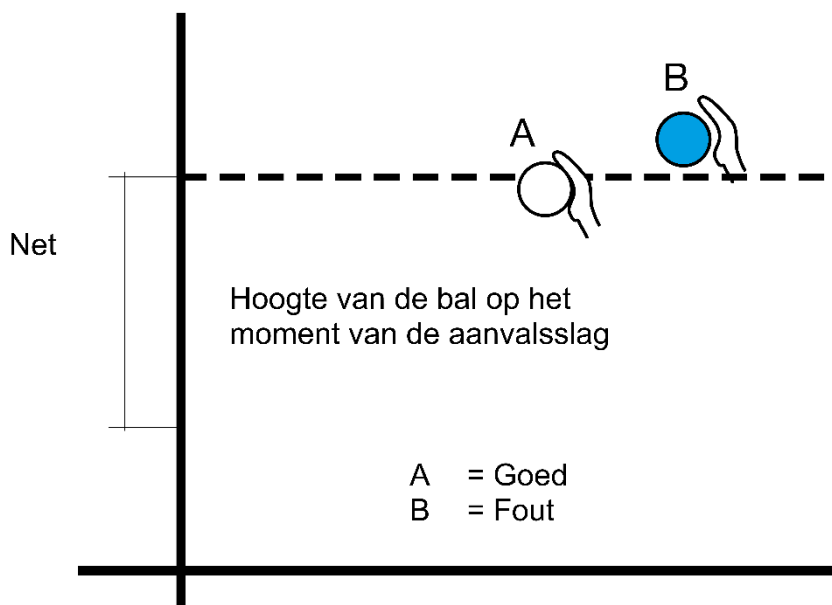 B
A
Net
Hoogte van de bal op het
moment van de aanvalsslag
A = Goed
B = Fout